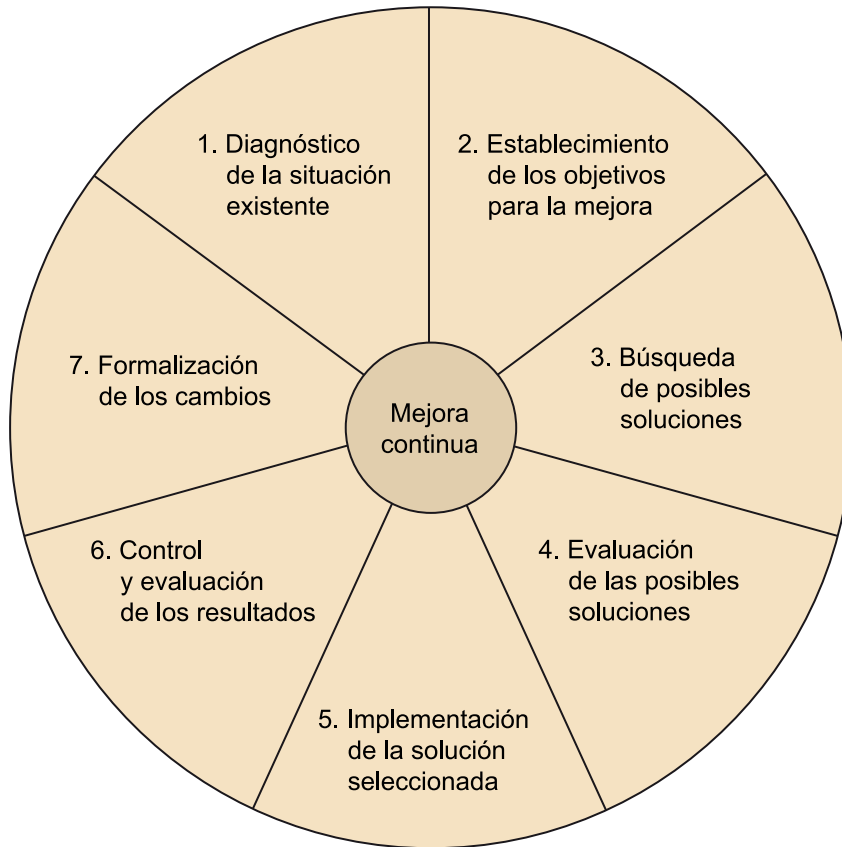 1. Diagnóstico
de la situación
existente
2. Establecimiento
de los objetivos
para la mejora
3. Búsqueda
de posibles
soluciones
4. Evaluación
de las posibles
soluciones
5. Implementación
de la solución
seleccionada
6. Control
y evaluación
de los resultados
7. Formalización
de los cambios
Mejora
continua